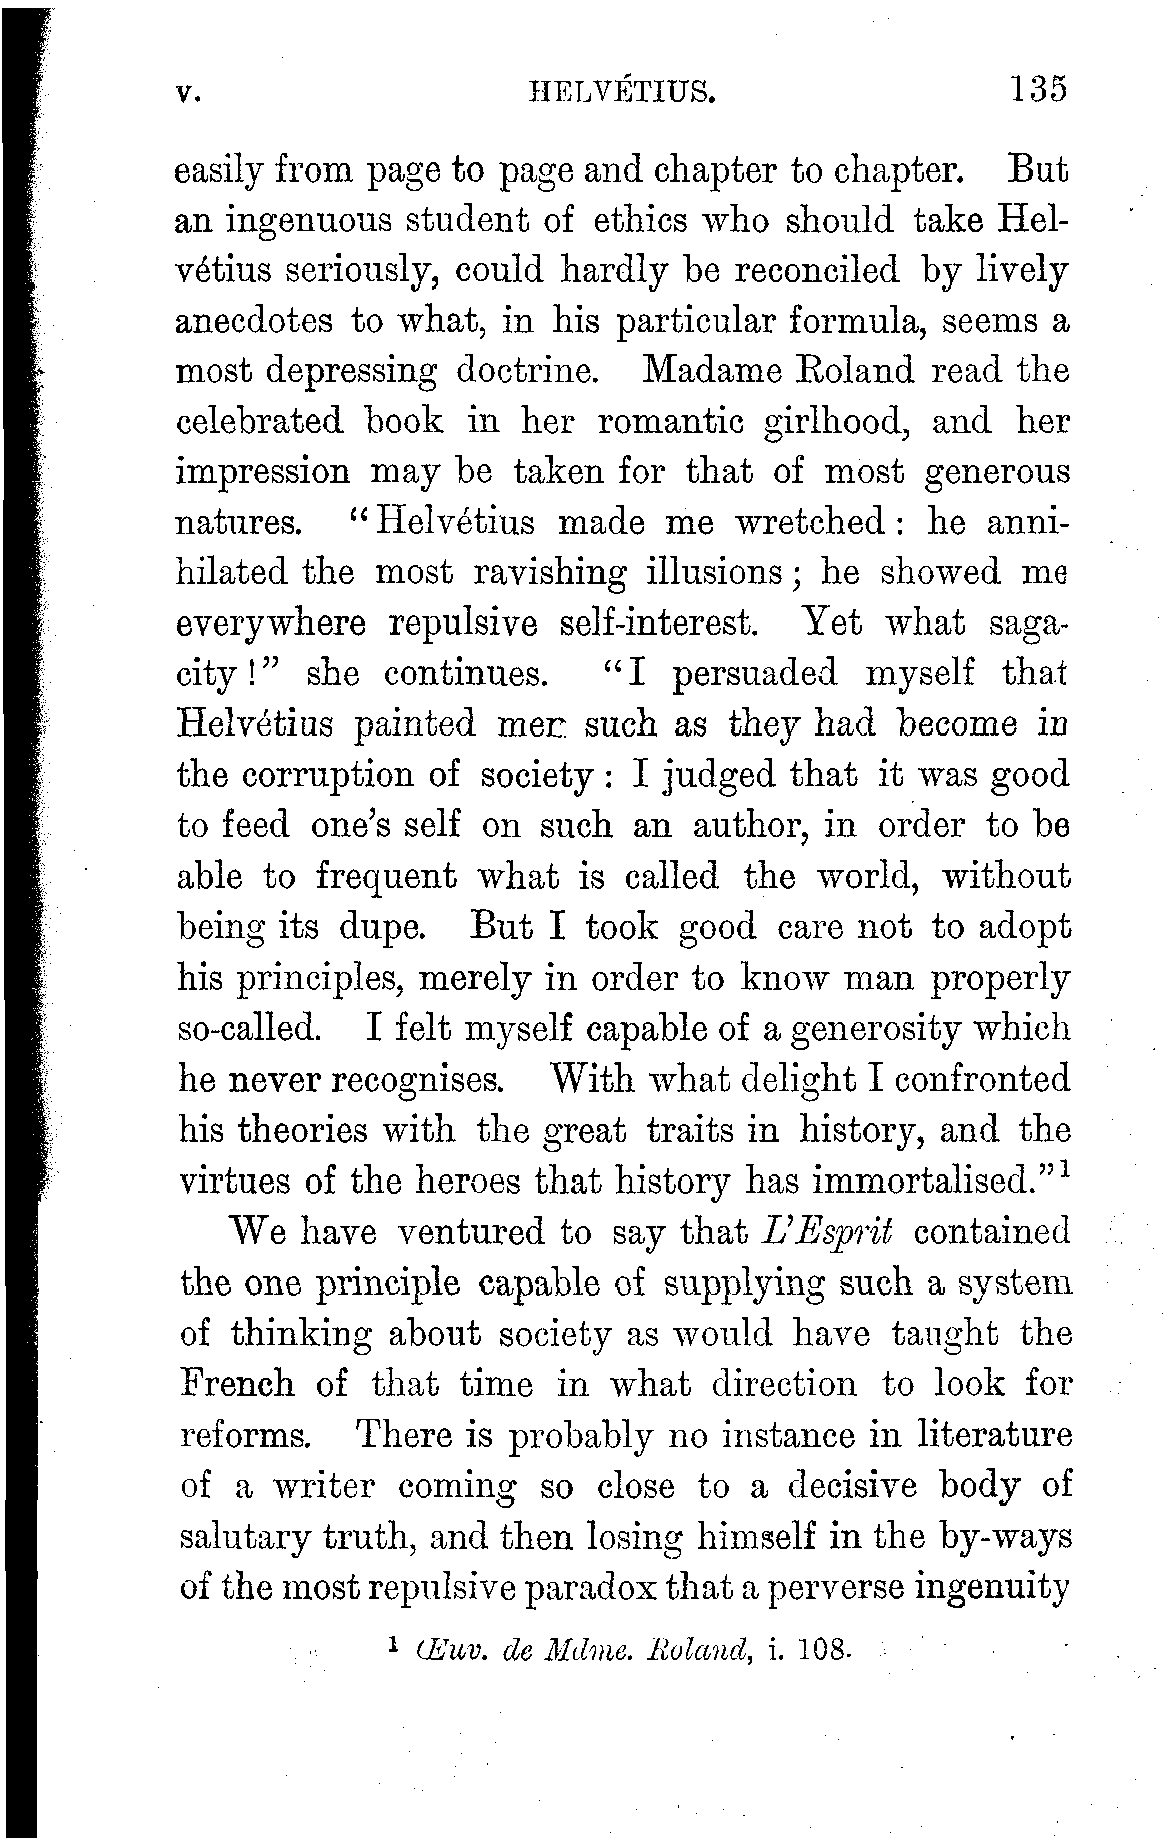 v. HELVÉTIUS. 135
easily from page to page and chapter to chapter. But
an ingenuous student of ethics who should take Hel-
vétius seriously, could hardly be reconciled by lively
anecdotes to what, in his particular formula, seems a
most depressing doctrine. Madame Roland read the
celebrated book in her romantic girlhood, and her
impression may be taken for that of most generous
natures. “Helvétius made me wretched : he anni-
hilated the most ravishing illusions ; he showed me
everywhere repulsive self-interest. Yet what saga-
city !” she continues. “I persuaded myself that
Helvétius painted men such as they had become in
the corruption of society : I judged that it was good
to feed one’s self on such an author, in order to be
able to frequent what is called the world, without
being its dupe. But I took good care not to adopt
his principles, merely in order to know man properly
so-called. I felt myself capable of a generosity which
he never recognises. With what delight I confronted
his theories with the great traits in history, and the
virtues of the heroes that history has immortalised.”¹
We have ventured to say that L’Esprit contained
the one principle capable of supplying such a system
of thinking about society as would have taught the
French of that time in what direction to look for
reforms. There is probably no instance in literature
of a writer coming so close to a decisive body of
salutary truth, and then losing himself in the by-ways
of the most repulsive paradox that a perverse ingenuity
¹ Œuv. de Mdme. Roland, i. 108.